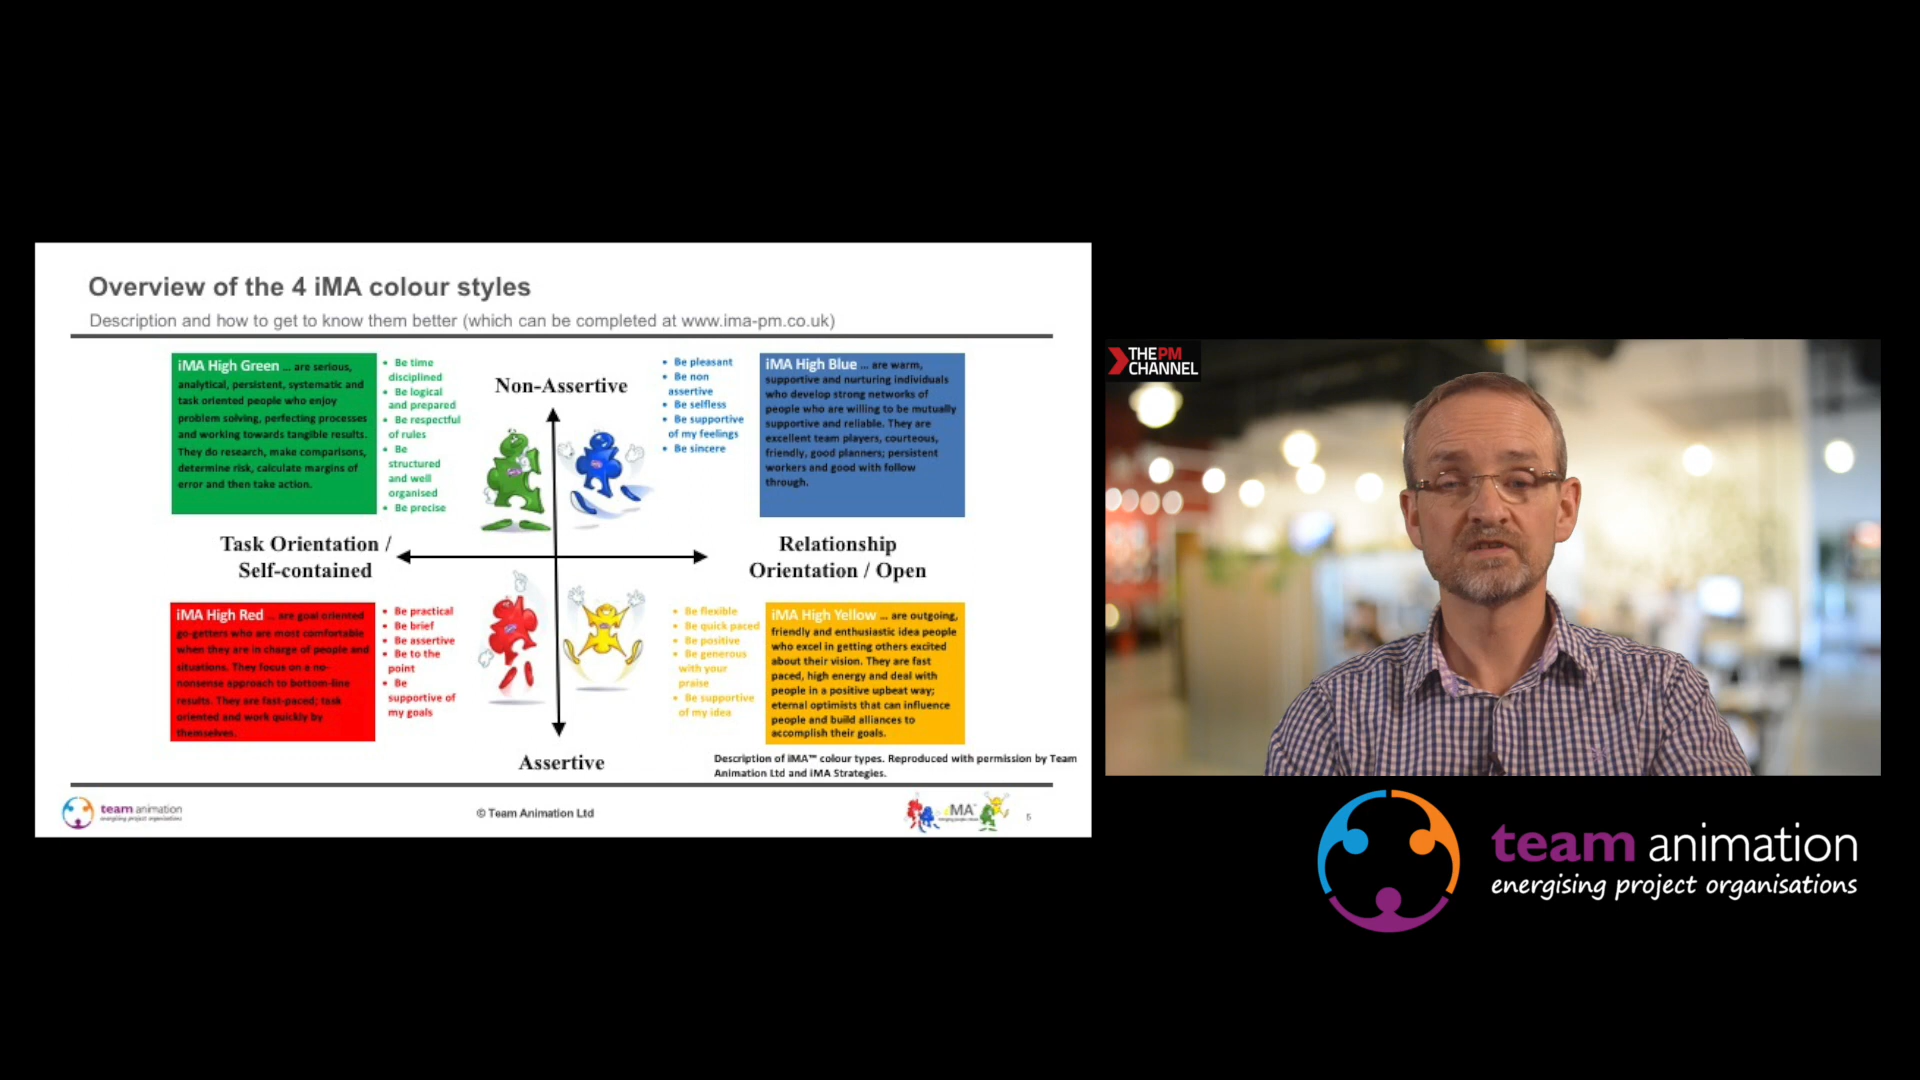 Overview of the 4 iMA colour styles
Description and how to get to know them better (which can be completed at www.ima-pm.co.uk)
iMA High Green ... are serious,
analytical, persistent, systematic and
task oriented people who enjoy
problem solving, perfecting processes
and working towards tangible results.
They do research, make comparisons,
determine risk, calculate margins of
error and then take action.
• Be time
disciplined
• Be logical
and prepared
• Be respectful
of rules
• Be
structured
and well
organised
• Be precise
Non-Assertive
• Be pleasant
• Be non
assertive
• Be selfless
• Be supportive
of my feelings
• Be sincere
iMA High Blue ... are warm,
supportive and nurturing individuals
who develop strong networks of
people who are willing to be mutually
supportive and reliable. They are
excellent team players, courteous,
friendly, good planners; persistent
workers and good with follow
through.
Task Orientation /
Self-contained
Relationship
Orientation / Open
iMA High Red ... are goal oriented
go-getters who are most comfortable
when they are in charge of people and
situations. They focus on a no-
nonsense approach to bottom-line
results. They are fast-paced; task
oriented and work quickly by
themselves.
• Be practical
• Be brief
• Be assertive
• Be to the
point
• Be
supportive of
my goals
• Be flexible
• Be quick paced
• Be positive
• Be generous
with your
praise
• Be supportive
of my idea
iMA High Yellow ... are outgoing,
friendly and enthusiastic idea people
who excel in getting others excited
about their vision. They are fast
paced, high energy and deal with
people in a positive upbeat way;
eternal optimists that can influence
people and build alliances to
accomplish their goals.
Assertive
Description of iMA™ colour types. Reproduced with permission by Team
Animation Ltd and iMA Strategies.
team animation
energising project organisations
© Team Animation Ltd
iMA
5
THE PM
CHANNEL
team animation
energising project organisations